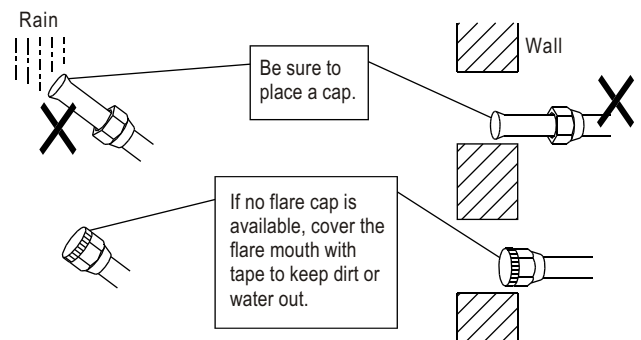 Rain
Be sure to
place a cap.
Wall
If no flare cap is
available, cover the
flare mouth with
tape to keep dirt or
water out.